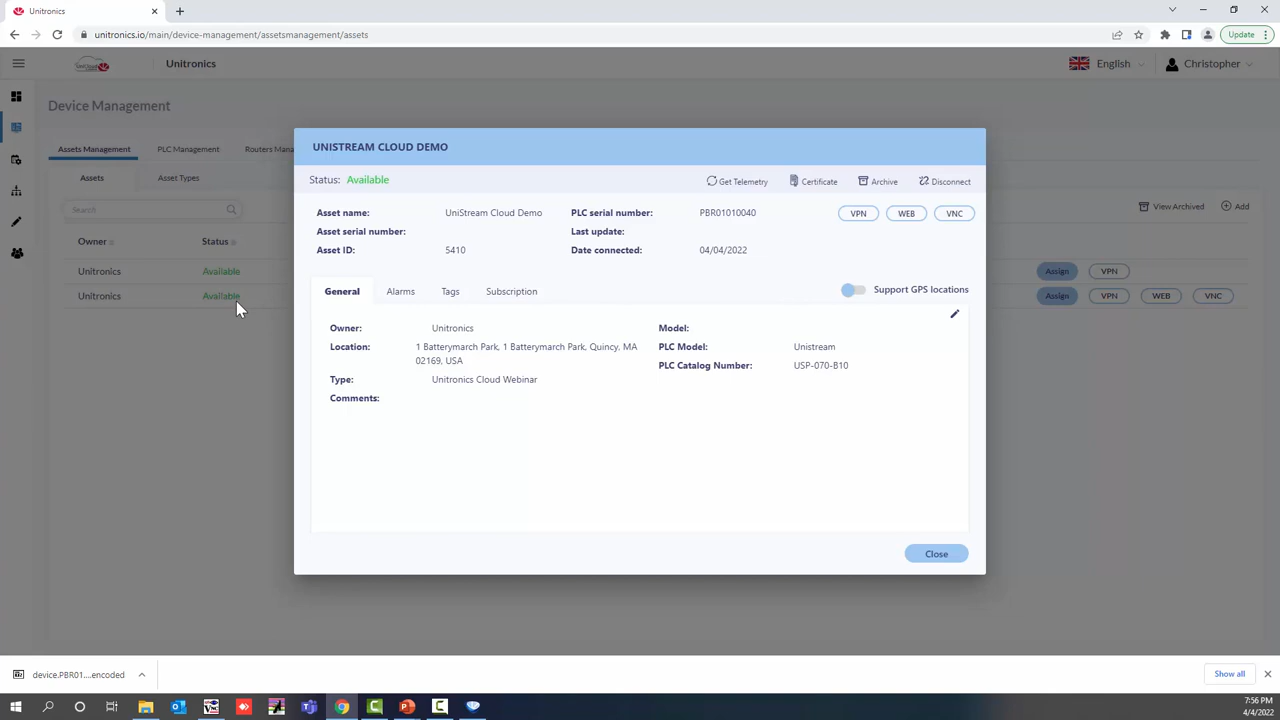 Unitronics
unitronics.io/main/device-management/assetsmanagement/assets
Update
Unitronics
English
Christopher
Device Management
Assets Management
PLC Management
Routers Mana
Assets
Asset Types
Search
View Archived
Add
Owner
Status
Unitronics
Available
Assign
VPN
Unitronics
Available
Assign
VPN
WEB
VNC
UNISTREAM CLOUD DEMO
Status: Available
Get Telemetry
Certificate
Archive
Disconnect
Asset name: UniStream Cloud Demo
PLC serial number: PBR01010040
VPN
WEB
VNC
Asset serial number:
Last update:
Asset ID: 5410
Date connected: 04/04/2022
General
Alarms
Tags
Subscription
Support GPS locations
Owner: Unitronics
Model:
Location: 1 Batterymarch Park, 1 Batterymarch Park, Quincy, MA
02169, USA
PLC Model: Unistream
PLC Catalog Number: USP-070-B10
Type: Unitronics Cloud Webinar
Comments:
Close
device.PBR01....encoded
Show all
7:56 PM
4/4/2022